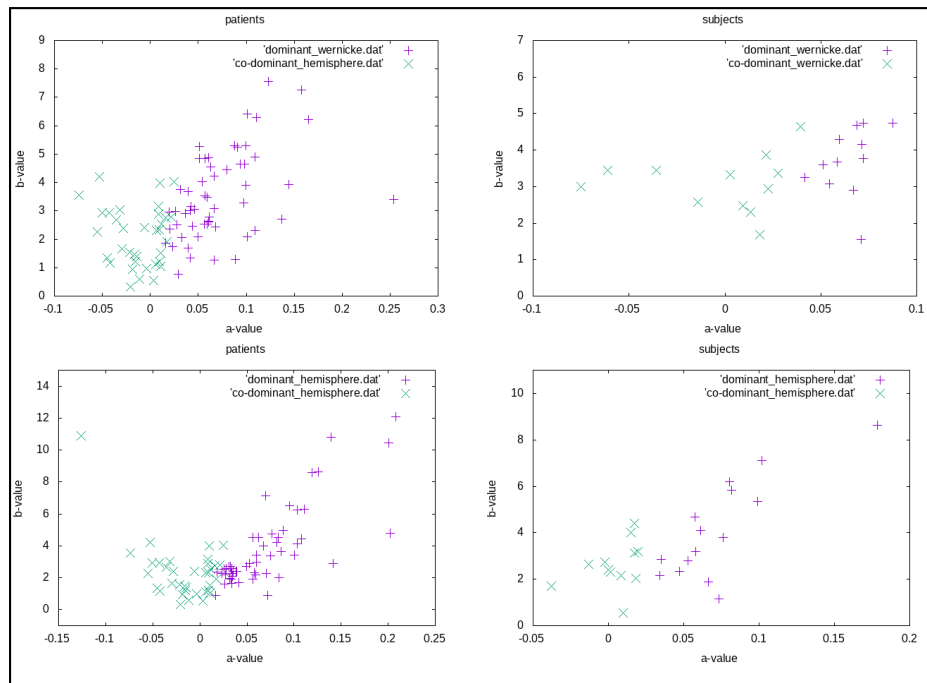 patients
'dominant_wernicke.dat'
'co-dominant_hemisphere.dat'
b-value
9
8
7
6
5
4
3
2
1
0
-0.1 -0.05 0 0.05 0.1 0.15 0.2 0.25 0.3
a-value
subjects
'dominant_wernicke.dat'
'co-dominant_wernicke.dat'
b-value
7
6
5
4
3
2
1
0
-0.1 -0.05 0 0.05 0.1
a-value
patients
'dominant_hemisphere.dat'
'co-dominant_hemisphere.dat'
b-value
14
12
10
8
6
4
2
0
-0.15 -0.1 -0.05 0 0.05 0.1 0.15 0.2 0.25
a-value
subjects
'dominant_hemisphere.dat'
'co-dominant_hemisphere.dat'
b-value
10
8
6
4
2
0
-0.05 0 0.05 0.1 0.15 0.2
a-value